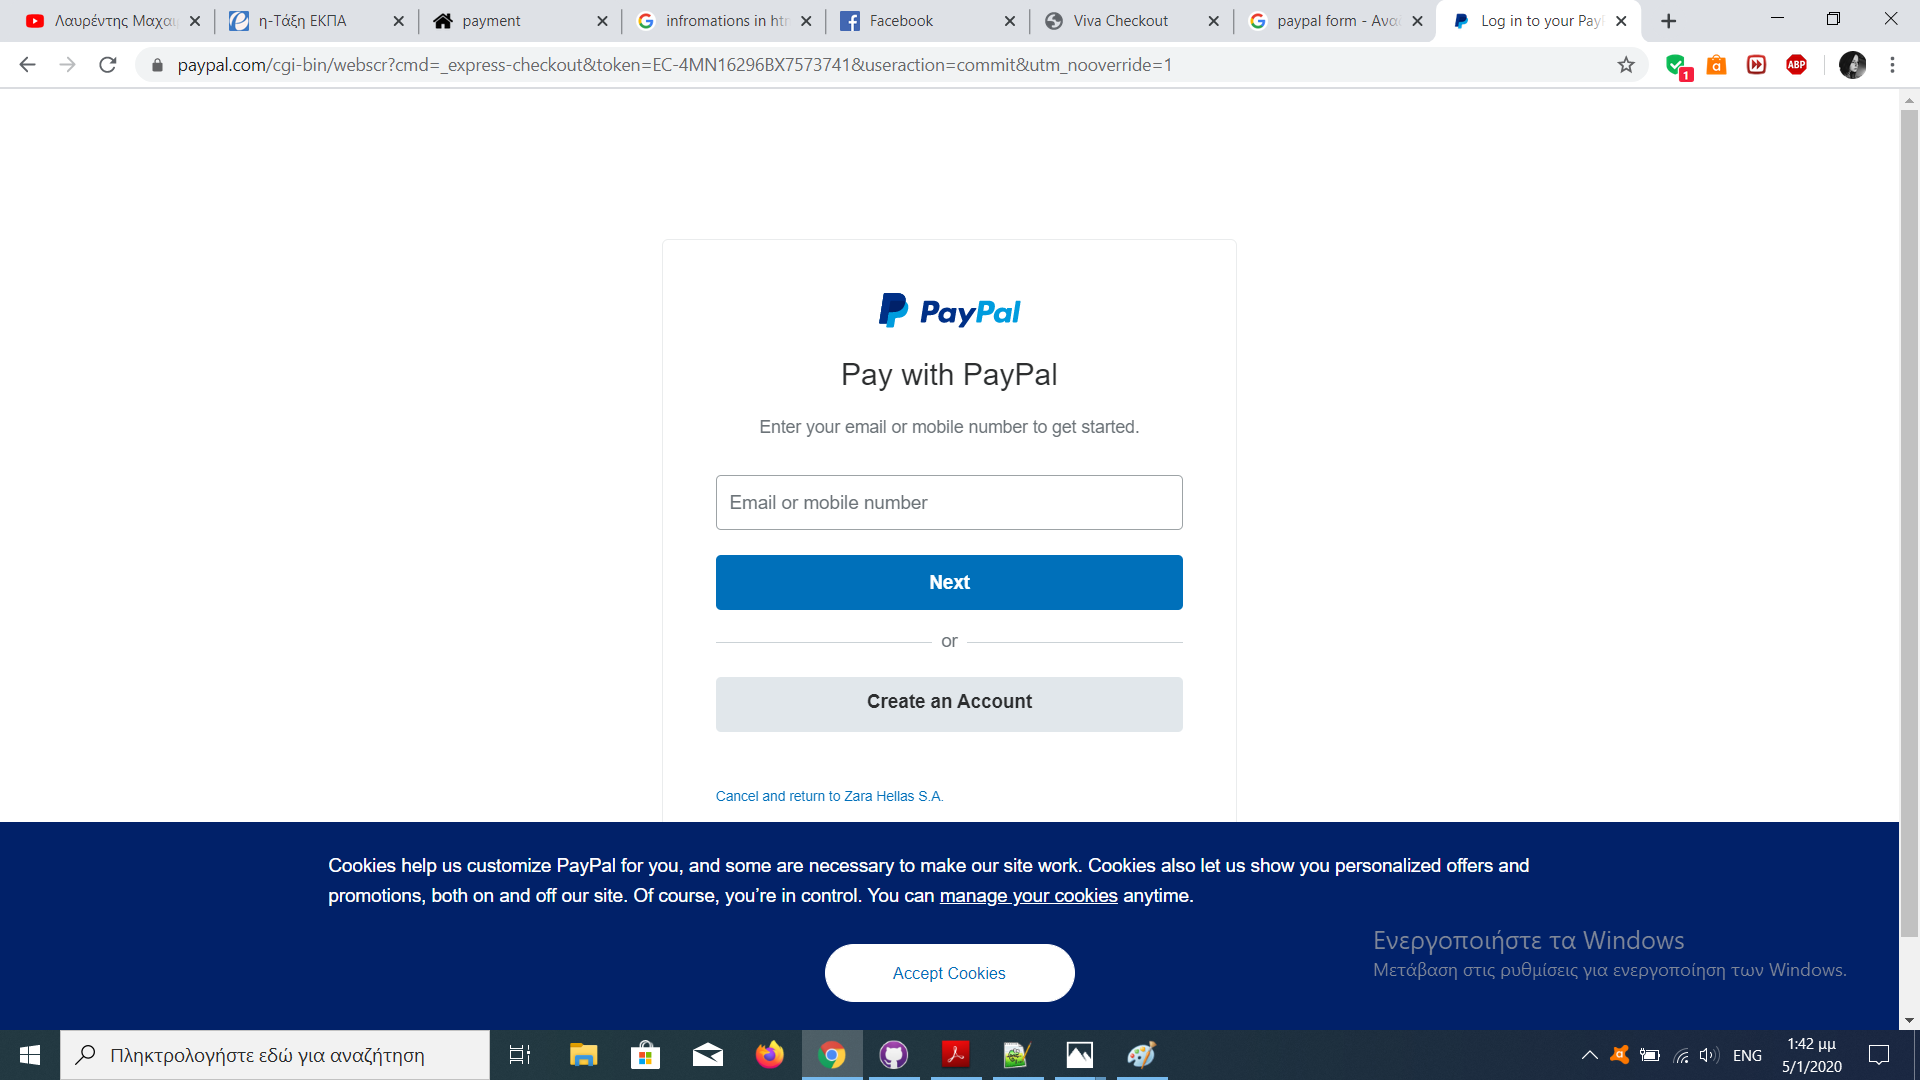 Λαυρέντης Μαχαι
η-Τάξη ΕΚΠΑ
payment
infromations in htm
Facebook
Viva Checkout
paypal form - Ανα
Log in to your PayP
paypal.com/cgi-bin/webscr?cmd=_express-checkout&token=EC-4MN16296BX7573741&useraction=commit&utm_nooverride=1
1
a
ABP
PayPal
Pay with PayPal
Enter your email or mobile number to get started.
Email or mobile number
Next
or
Create an Account
Cancel and return to Zara Hellas S.A.
Cookies help us customize PayPal for you, and some are necessary to make our site work. Cookies also let us show you personalized offers and
promotions, both on and off our site. Of course, you’re in control. You can manage your cookies anytime.
Accept Cookies
Ενεργοποιήστε τα Windows
Μετάβαση στις ρυθμίσεις για ενεργοποίηση των Windows.
Πληκτρολογήστε εδώ για αναζήτηση
ENG
1:42 μμ
5/1/2020